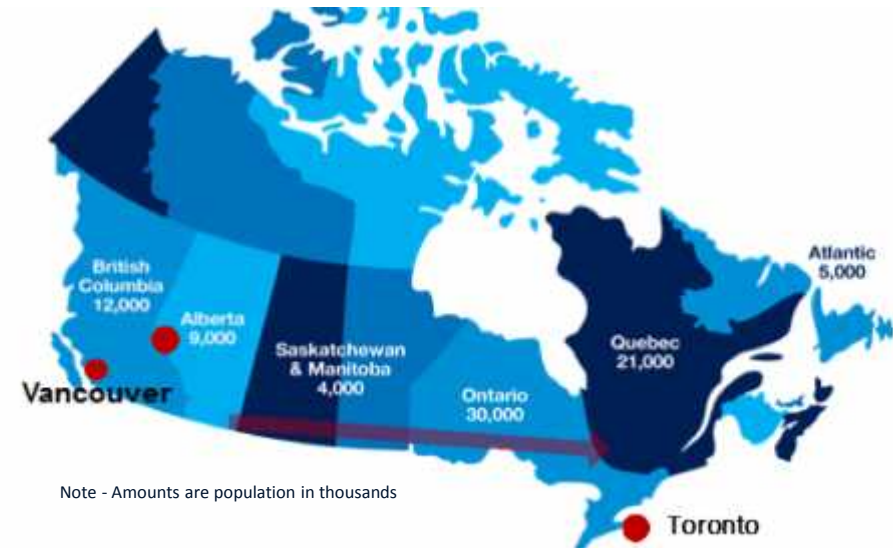 Atlantic
5,000
British
Columbia
12,000
Alberta
9,000
Saskatchewan
& Manitoba
4,000
Quebec
21,000
Ontario
30,000
Vancouver
Note - Amounts are population in thousands
Toronto